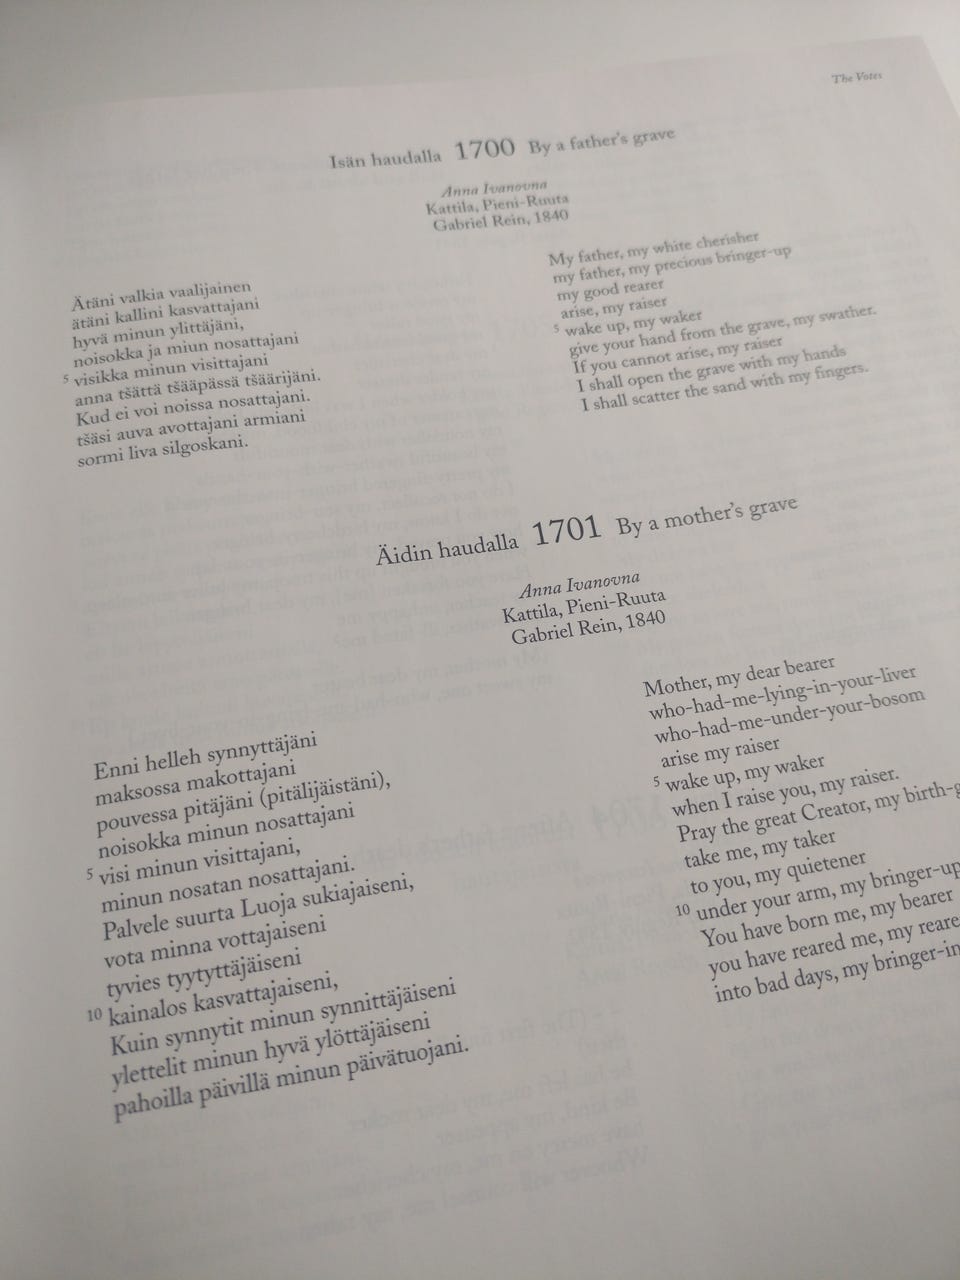 The Votes
Isän haudalla 1700 By a father's grave
Anna Ivanovna
Kattila, Pieni-Ruuta
Gabriel Rein, 1840
Ätäni valkia vaalijainen
ätäni kallini kasvattajani
hyvä minun ylittäjäni,
noisokka ja miun nosattajani
5 visikka minun visittajani
anna tšättä tšääpässä tšäärijäni.
Kud ei voi noissa nosattajani.
tšäsi auva avottajani armiani
sormi liva silgoskani.
My father, my white cherisher
my father, my precious bringer-up
my good rearer
arise, my raiser
5 wake up, my waker
give your hand from the grave, my swather.
If you cannot arise, my raiser
I shall open the grave with my hands
I shall scatter the sand with my fingers.
Äidin haudalla 1701 By a mother's grave
Anna Ivanovna
Kattila, Pieni-Ruuta
Gabriel Rein, 1840
Enni helleh synnyttäjäni
maksossa makottajani
pouvessa pitäjäni (pitälijäistäni),
noisokka minun nosattajani
5 visi minun visittajani,
minun nosatan nosattajani.
Palvele suurta Luoja sukiajaiseni,
vota minna vottajaiseni
tyvies tyytyttäjäiseni
10 kainalos kasvattajaiseni,
Kuin synnytit minun synnittäjäiseni
ylettelit minun hyvä ylöttäjäiseni
pahoilla päivillä minun päivätuojani.
Mother, my dear bearer
who-had-me-lying-in-your-liver
who-had-me-under-your-bosom
arise my raiser
5 wake up, my waker
when I raise you, my raiser.
Pray the great Creator, my birth-g
take me, my taker
to you, my quietener
10 under your arm, my bringer-up
You have born me, my bearer
you have reared me, my reare
into bad days, my bringer-in